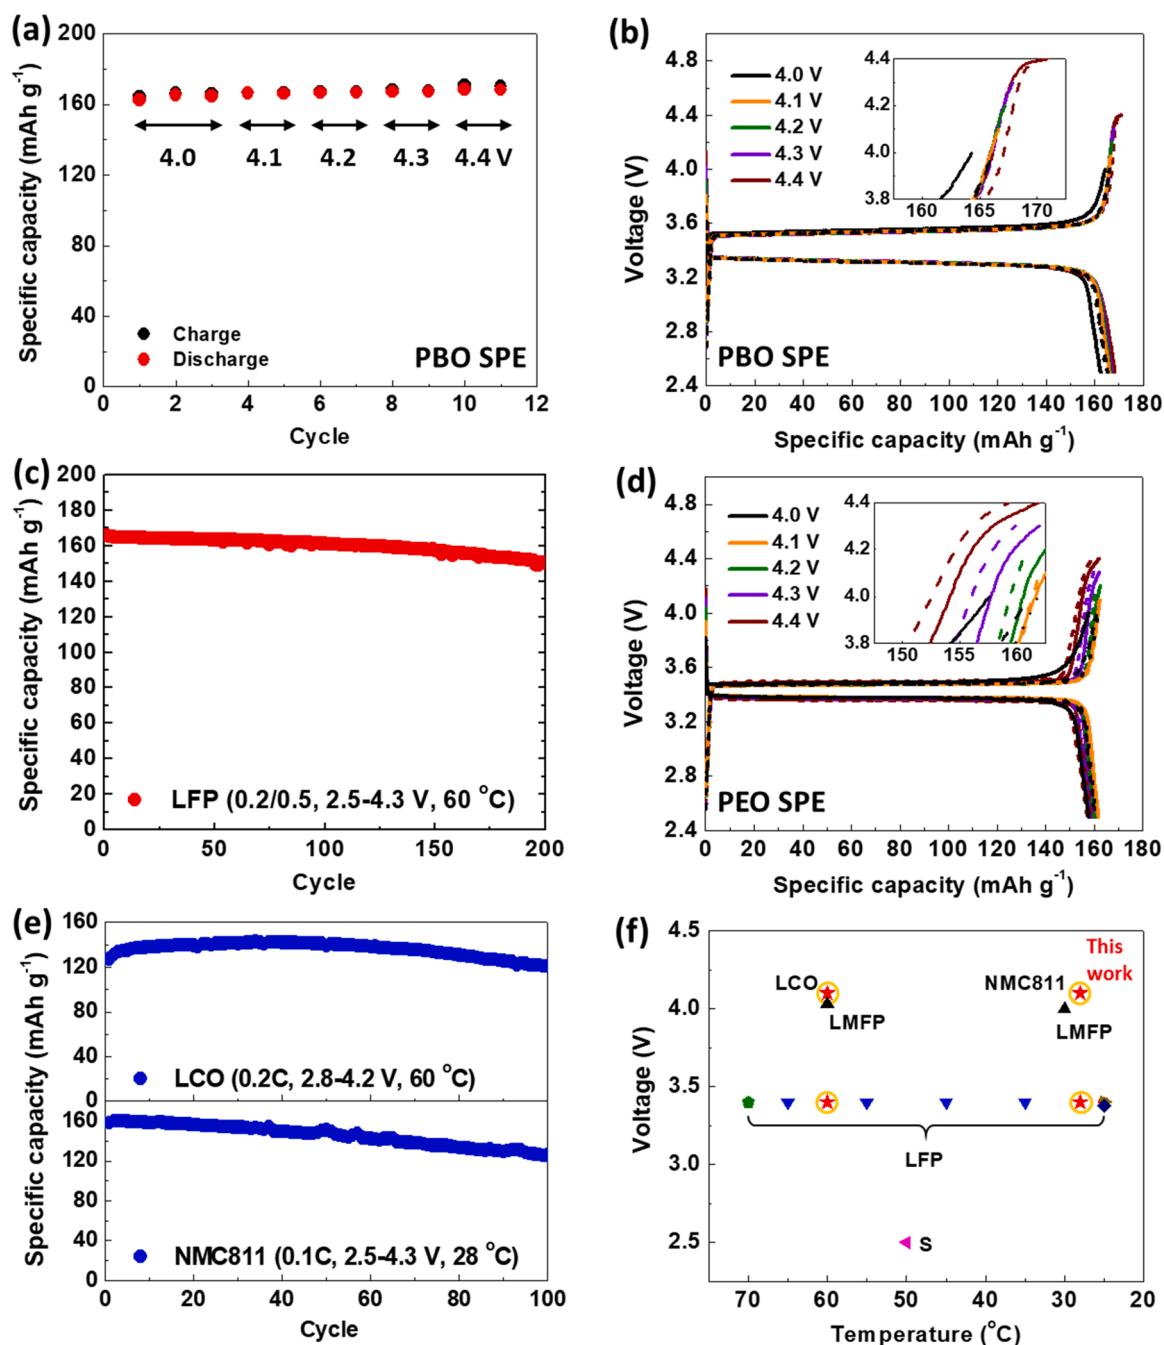 (a)
Specific capacity (mAh g⁻¹)
200
160
120
80
40
0
4.0 4.1 4.2 4.3 4.4 V
Charge
Discharge
PBO SPE
0 2 4 6 8 10 12
Cycle
(b)
Voltage (V)
4.8
4.4
4.0
3.6
3.2
2.8
2.4
4.0 V
4.1 V
4.2 V
4.3 V
4.4 V
4.4
4.2
4.0
3.8
160 165 170
PBO SPE
0 20 40 60 80 100 120 140 160 180
Specific capacity (mAh g⁻¹)
(c)
Specific capacity (mAh g⁻¹)
200
180
160
140
120
100
80
60
40
20
0
LFP (0.2/0.5, 2.5-4.3 V, 60 °C)
0 50 100 150 200
Cycle
(d)
Voltage (V)
4.8
4.4
4.0
3.6
3.2
2.8
2.4
4.0 V
4.1 V
4.2 V
4.3 V
4.4 V
4.4
4.2
4.0
3.8
150 155 160
PEO SPE
0 20 40 60 80 100 120 140 160 180
Specific capacity (mAh g⁻¹)
(e)
Specific capacity (mAh g⁻¹)
160
120
80
40
0
LCO (0.2C, 2.8-4.2 V, 60 °C)
160
120
80
40
0
NMC811 (0.1C, 2.5-4.3 V, 28 °C)
0 20 40 60 80 100
Cycle
(f)
Voltage (V)
4.5
4.0
3.5
3.0
2.5
This
work
LCO
NMC811
LMFP
LMFP
LFP
S
70 60 50 40 30 20
Temperature (°C)